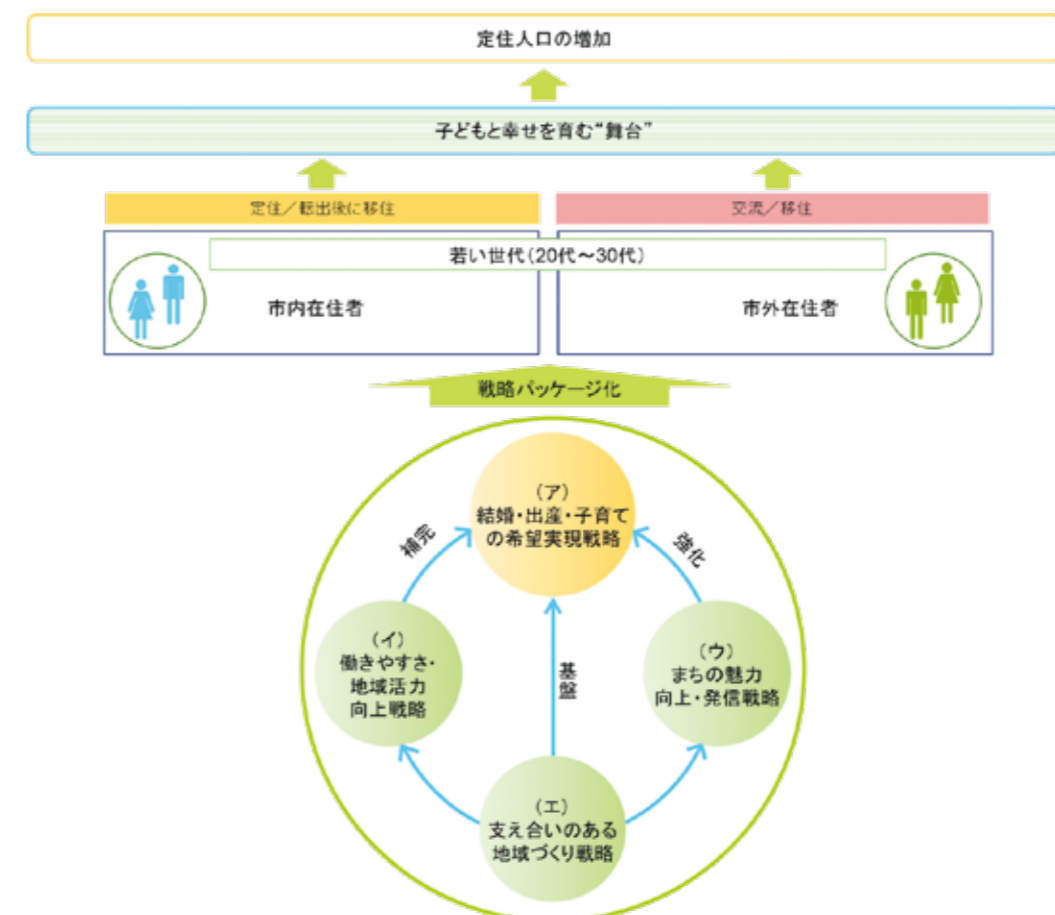 定住人口の増加
子どもと幸せを育む“舞台”
定住／転出後に移住
交流／移住
若い世代（20代～30代）
市内在住者
市外在住者
戦略パッケージ化
（ア）
結婚・出産・子育て
の希望実現戦略
補完
強化
（イ）
働きやすさ・
地域活力
向上戦略
基盤
（ウ）
まちの魅力
向上・発信戦略
（エ）
支え合いのある
地域づくり戦略